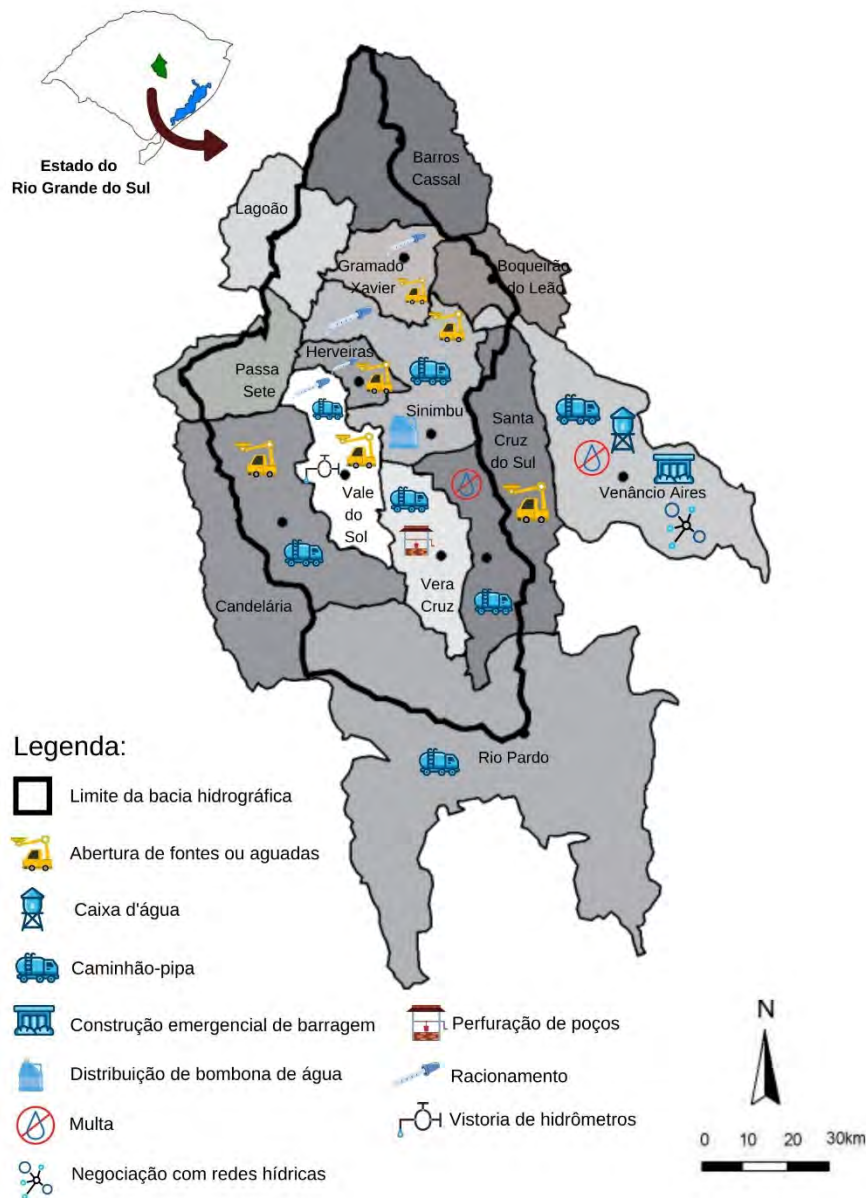 Estado do
Rio Grande do Sul
Barros
Cassal
Lagoão
Gramado
Xavier
Boqueirão
do Leão
Herveiras
Passa
Sete
Sinimbu
Santa
Cruz
do Sul
Venâncio Aires
Vale
do
Sol
Vera
Cruz
Candelária
Rio Pardo
Legenda:
Limite da bacia hidrográfica
Abertura de fontes ou aguadas
Caixa d'água
Caminhão-pipa
Construção emergencial de barragem
Distribuição de bombona de água
Multa
Negociação com redes hídricas
Perfuração de poços
Racionamento
Vistoria de hidrômetros
N
0 10 20 30km